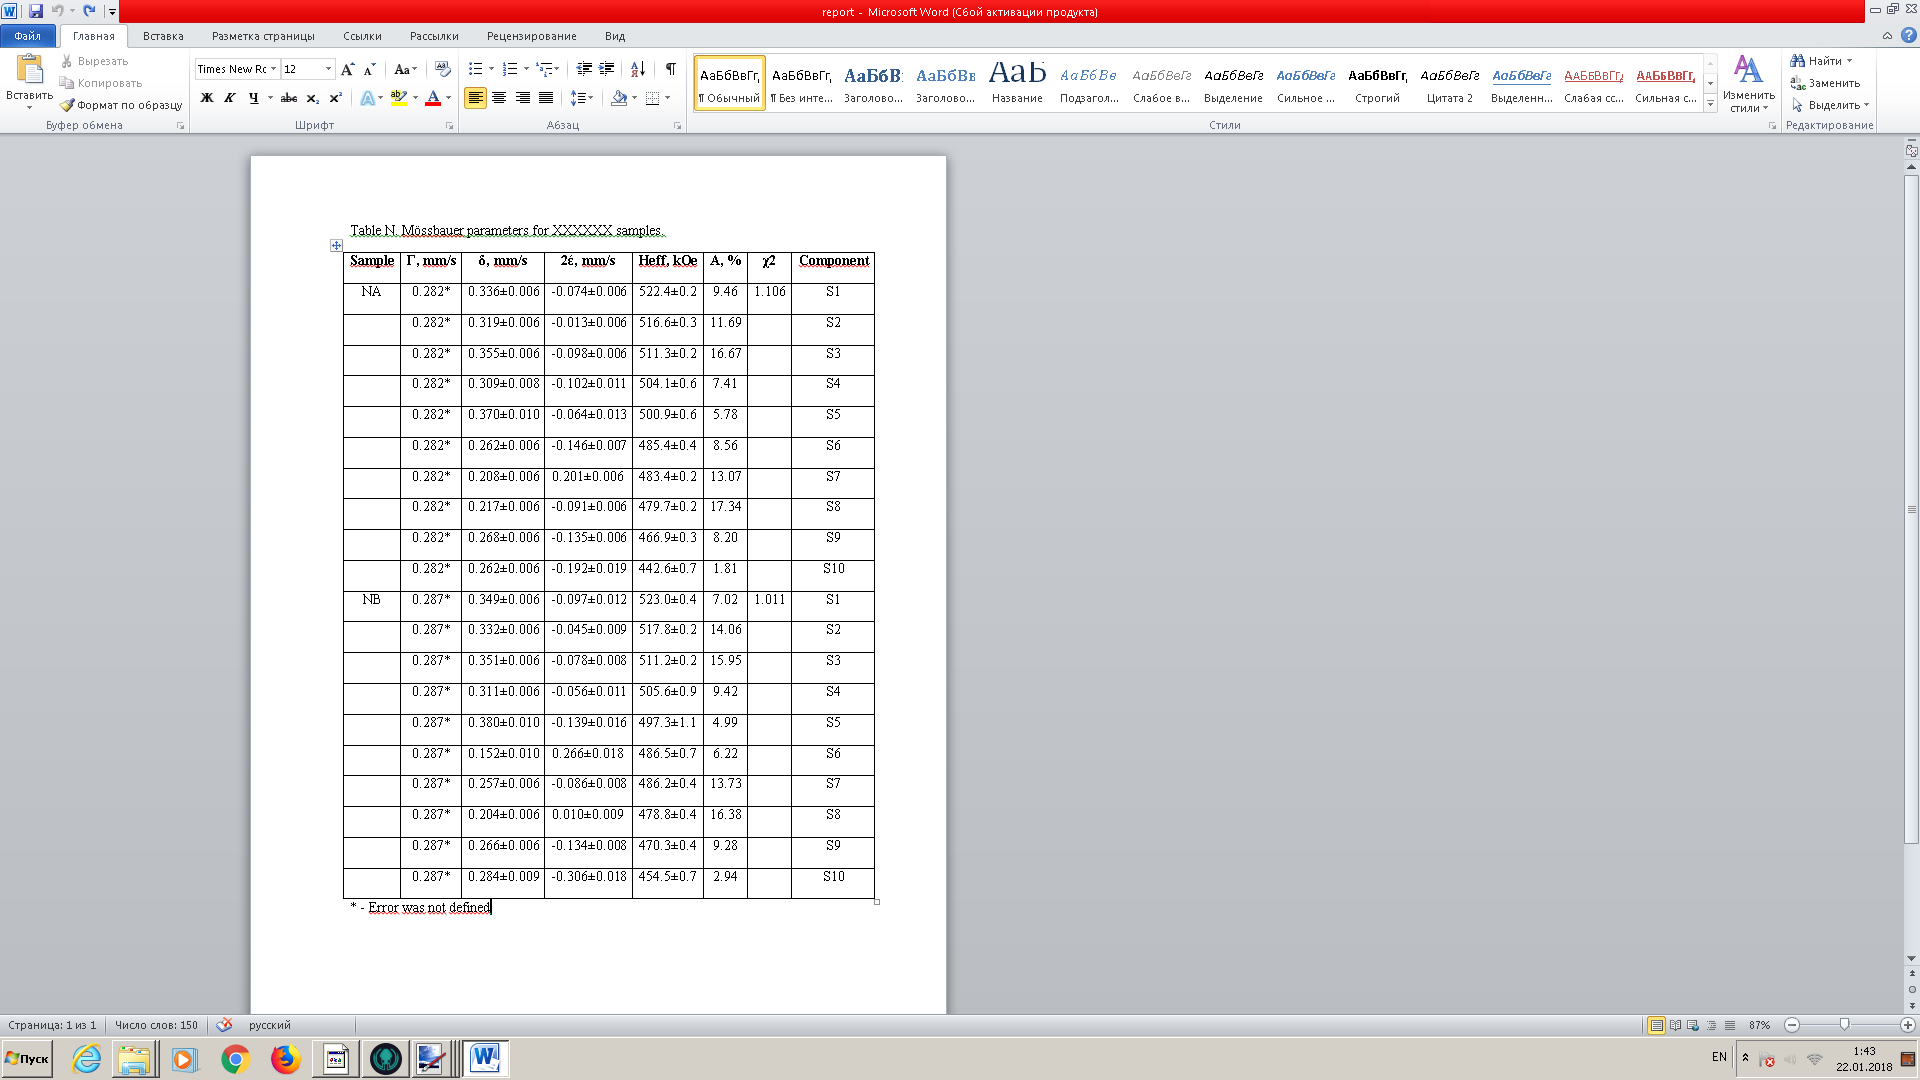 report - Microsoft Word (Сбой активации продукта)
Файл Главная Вставка Разметка страницы Ссылки Рассылки Рецензирование Вид
Вставить
Вырезать
Копировать
Формат по образцу
Буфер обмена
Times New Rc 12
Шрифт
Абзац
АаБбВвГг, АаБбВвГг, АаБбВ: АаБбВв АаБ АаБбВв АаБбВвГг АаБбВвГг АаБбВвГг АаБбВвГг, АаБбВвГг АаБбВвГг ААББВВГГ, ААББВВГГ,
¶ Обычный ¶ Без инте... Заголово... Заголово... Название Подзагол... Слабое в... Выделение Сильное ... Строгий Цитата 2 Выделенн... Слабая сс... Сильная с...
Стили
Изменить
стили
Найти
Заменить
Выделить
Редактирование
Table N. Mössbauer parameters for XXXXXX samples.
Sample Γ, mm/s δ, mm/s 2έ, mm/s Heff, kOe A, % χ2 Component
NA 0.282* 0.336±0.006 -0.074±0.006 522.4±0.2 9.46 1.106 S1
0.282* 0.319±0.006 -0.013±0.006 516.6±0.3 11.69 S2
0.282* 0.355±0.006 -0.098±0.006 511.3±0.2 16.67 S3
0.282* 0.309±0.008 -0.102±0.011 504.1±0.6 7.41 S4
0.282* 0.370±0.010 -0.064±0.013 500.9±0.6 5.78 S5
0.282* 0.262±0.006 -0.146±0.007 485.4±0.4 8.56 S6
0.282* 0.208±0.006 0.201±0.006 483.4±0.2 13.07 S7
0.282* 0.217±0.006 -0.091±0.006 479.7±0.2 17.34 S8
0.282* 0.268±0.006 -0.135±0.006 466.9±0.3 8.20 S9
0.282* 0.262±0.006 -0.192±0.019 442.6±0.7 1.81 S10
NB 0.287* 0.349±0.006 -0.097±0.012 523.0±0.4 7.02 1.011 S1
0.287* 0.332±0.006 -0.045±0.009 517.8±0.2 14.06 S2
0.287* 0.351±0.006 -0.078±0.008 511.2±0.2 15.95 S3
0.287* 0.311±0.006 -0.056±0.011 505.6±0.9 9.42 S4
0.287* 0.380±0.010 -0.139±0.016 497.3±1.1 4.99 S5
0.287* 0.152±0.010 0.266±0.018 486.5±0.7 6.22 S6
0.287* 0.257±0.006 -0.086±0.008 486.2±0.4 13.73 S7
0.287* 0.204±0.006 0.010±0.009 478.8±0.4 16.38 S8
0.287* 0.266±0.006 -0.134±0.008 470.3±0.4 9.28 S9
0.287* 0.284±0.009 -0.306±0.018 454.5±0.7 2.94 S10
* - Error was not defined
Страница: 1 из 1 Число слов: 150 русский 87%
Пуск EN 1:43
22.01.2018